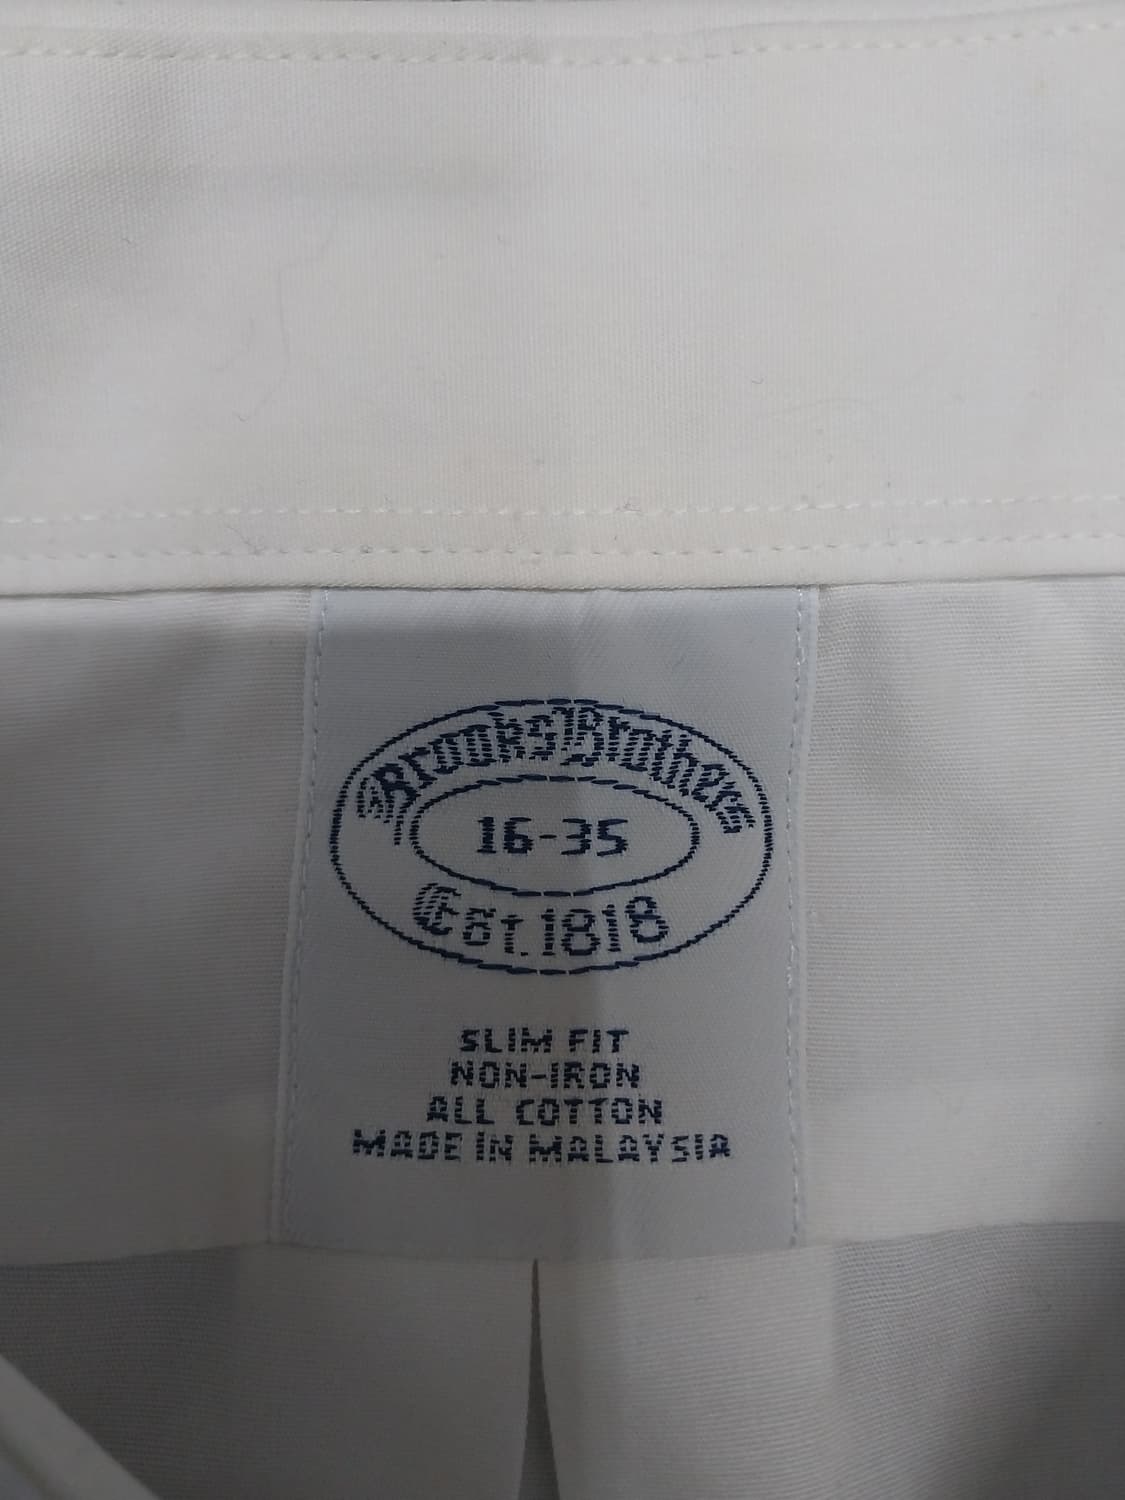 Brooks Brothers
16-35
Est. 1818
SLIM FIT
NON-IRON
ALL COTTON
MADE IN MALAYSIA